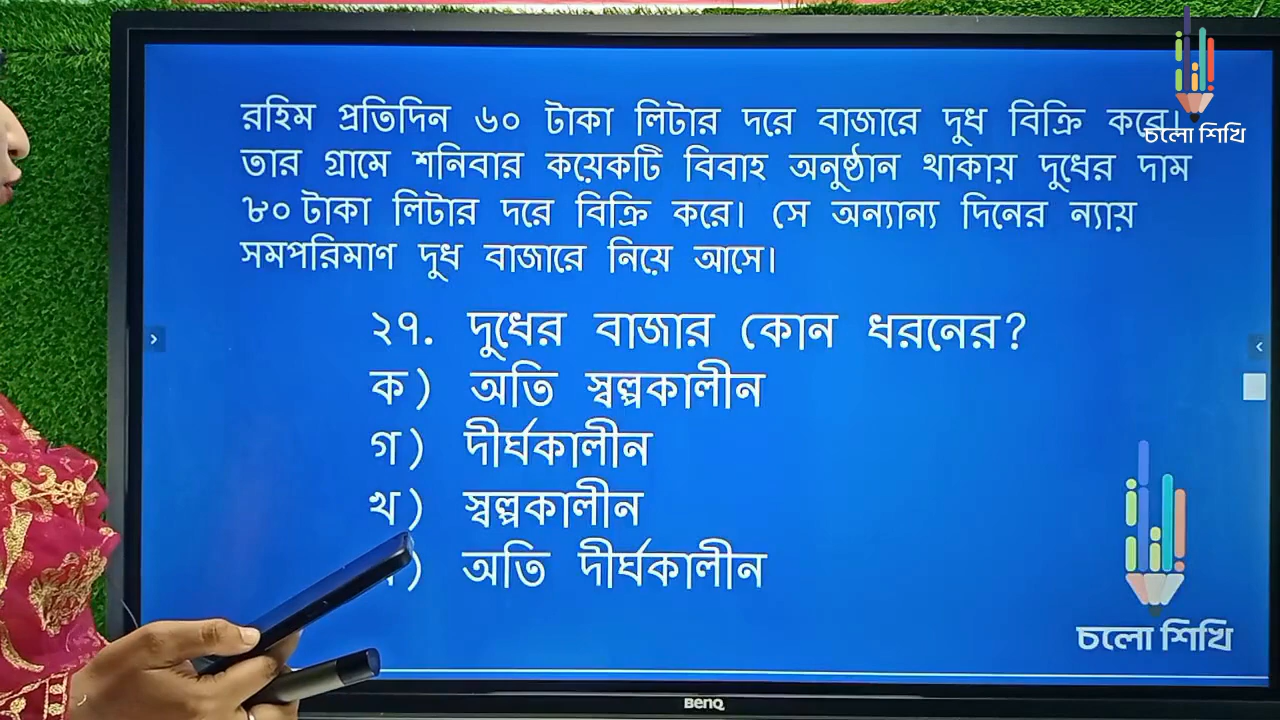 রহিম প্রতিদিন ৬০ টাকা লিটার দরে বাজারে দুধ বিক্রি করে।
তার গ্রামে শনিবার কয়েকটি বিবাহ অনুষ্ঠান থাকায় দুধের দাম
৮০ টাকা লিটার দরে বিক্রি করে। সে অন্যান্য দিনের ন্যায়
সমপরিমাণ দুধ বাজারে নিয়ে আসে।
২৭. দুধের বাজার কোন ধরনের?
ক) অতি স্বল্পকালীন
গ) দীর্ঘকালীন
খ) স্বল্পকালীন
) অতি দীর্ঘকালীন
চলো শিখি
চলো শিখি
BenQ